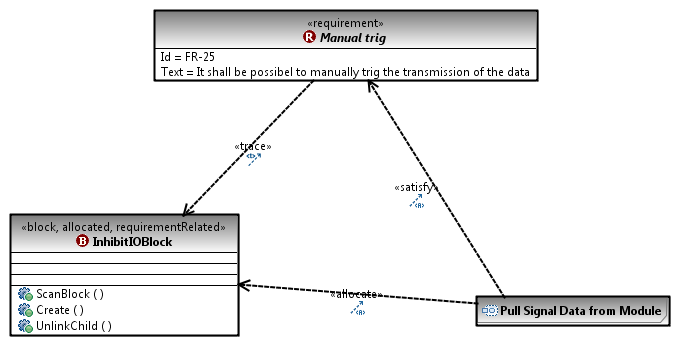 «requirement»
Manual trig
Id = FR-25
Text = It shall be possibel to manually trig the transmission of the data
«trace»
«satisfy»
«block, allocated, requirementRelated»
InhibitIOBlock
«allocate»
ScanBlock ( )
Create ( )
UnlinkChild ( )
Pull Signal Data from Module